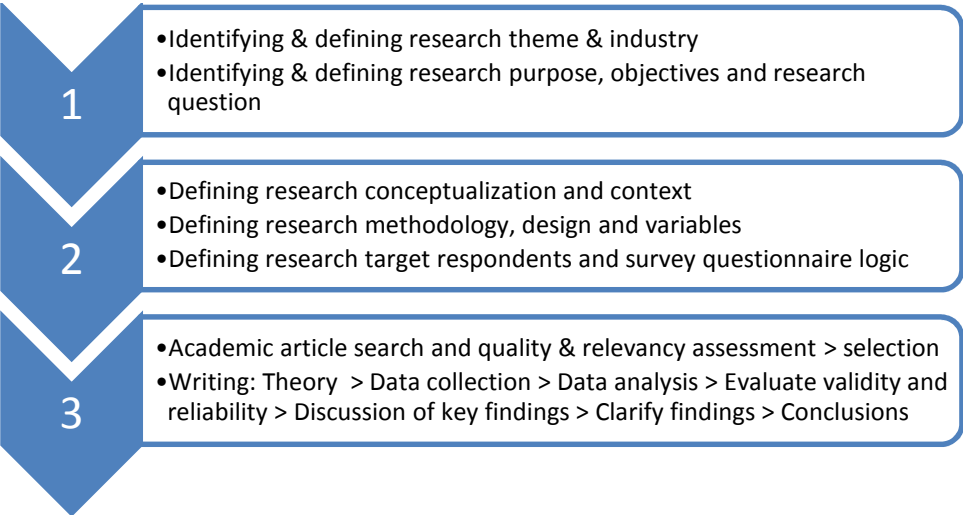 1
•Identifying & defining research theme & industry
•Identifying & defining research purpose, objectives and research
question
2
•Defining research conceptualization and context
•Defining research methodology, design and variables
•Defining research target respondents and survey questionnaire logic
3
•Academic article search and quality & relevancy assessment > selection
•Writing: Theory > Data collection > Data analysis > Evaluate validity and
reliability > Discussion of key findings > Clarify findings > Conclusions